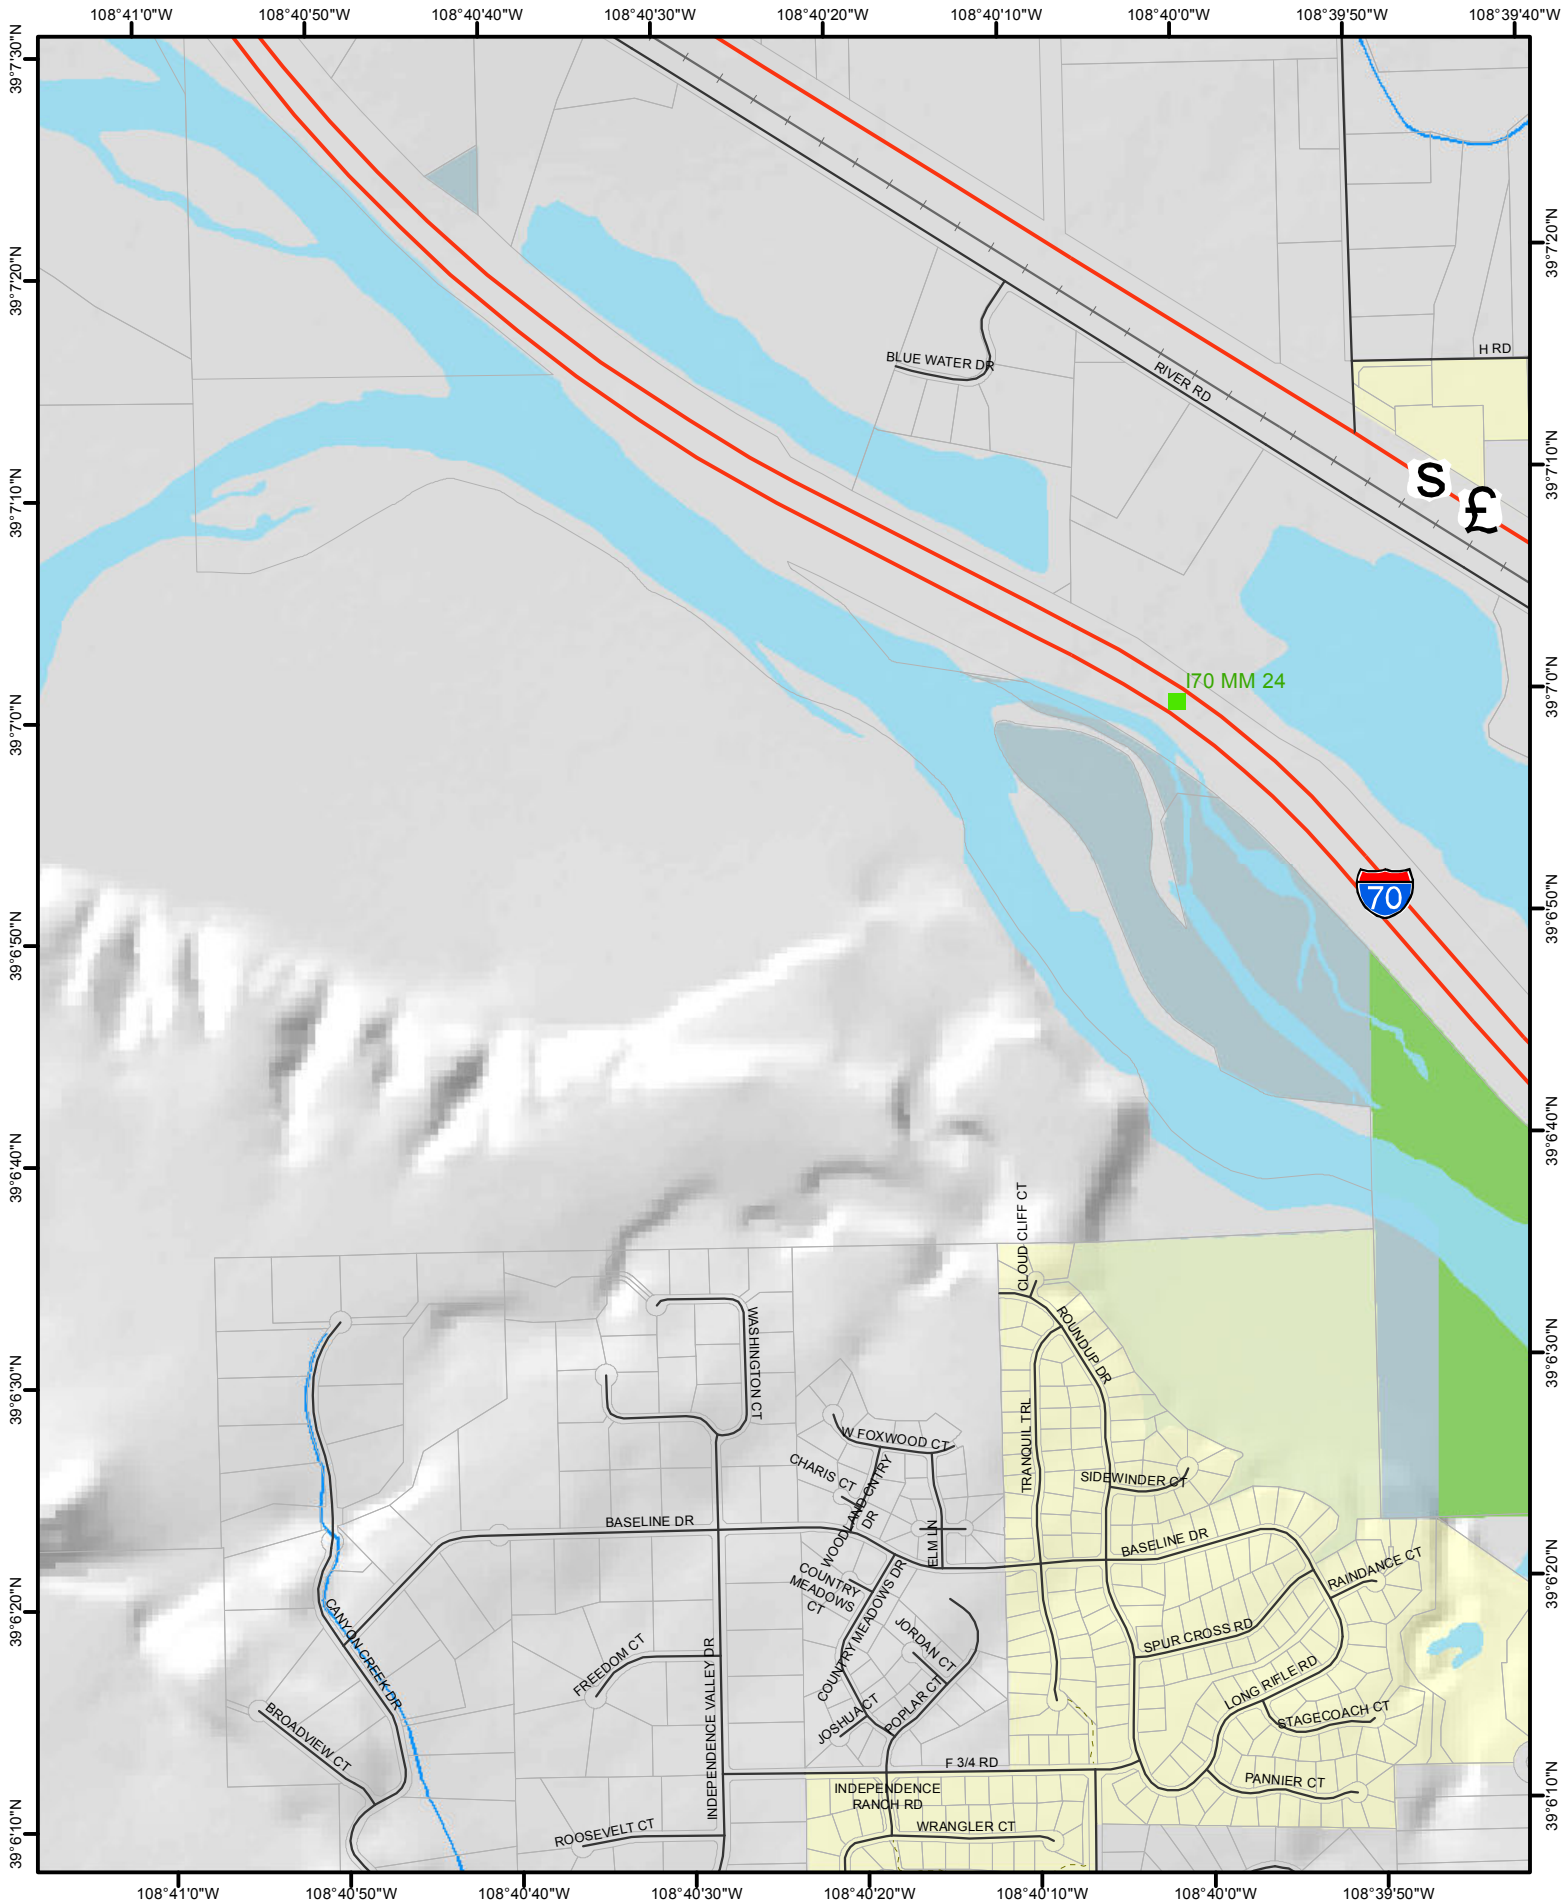 108°41'0"W 108°40'50"W 108°40'40"W 108°40'30"W 108°40'20"W 108°40'10"W 108°40'0"W 108°39'50"W 108°39'40"W
39°7'30"N
39°7'20"N
39°7'20"N
H RD
BLUE WATER DR
RIVER RD
39°7'10"N
S
£
39°7'10"N
I70 MM 24
39°7'0"N
39°7'0"N
70
39°6'50"N
39°6'50"N
39°6'40"N
39°6'40"N
CLOUD CLIFF CT
ROUNDUP DR
WASHINGTON CT
39°6'30"N
39°6'30"N
TRANQUIL TRL
W FOXWOOD CT
CHARIS CT
WOODLAND CNTRY
DR
SIDEWINDER CT
BASELINE DR
ELM LN
BASELINE DR
RAINDANCE CT
39°6'20"N
COUNTRY
MEADOWS
CT
COUNTRY MEADOWS DR
39°6'20"N
CANYON CREEK DR
JORDAN CT
SPUR CROSS RD
FREEDOM CT
INDEPENDENCE VALLEY DR
LONG RIFLE RD
POPLAR CT
JOSHUA CT
STAGECOACH CT
BROADVIEW CT
F 3/4 RD
PANNIER CT
39°6'10"N
INDEPENDENCE
RANCH RD
WRANGLER CT
ROOSEVELT CT
39°6'10"N
108°41'0"W 108°40'50"W 108°40'40"W 108°40'30"W 108°40'20"W 108°40'10"W 108°40'0"W 108°39'50"W